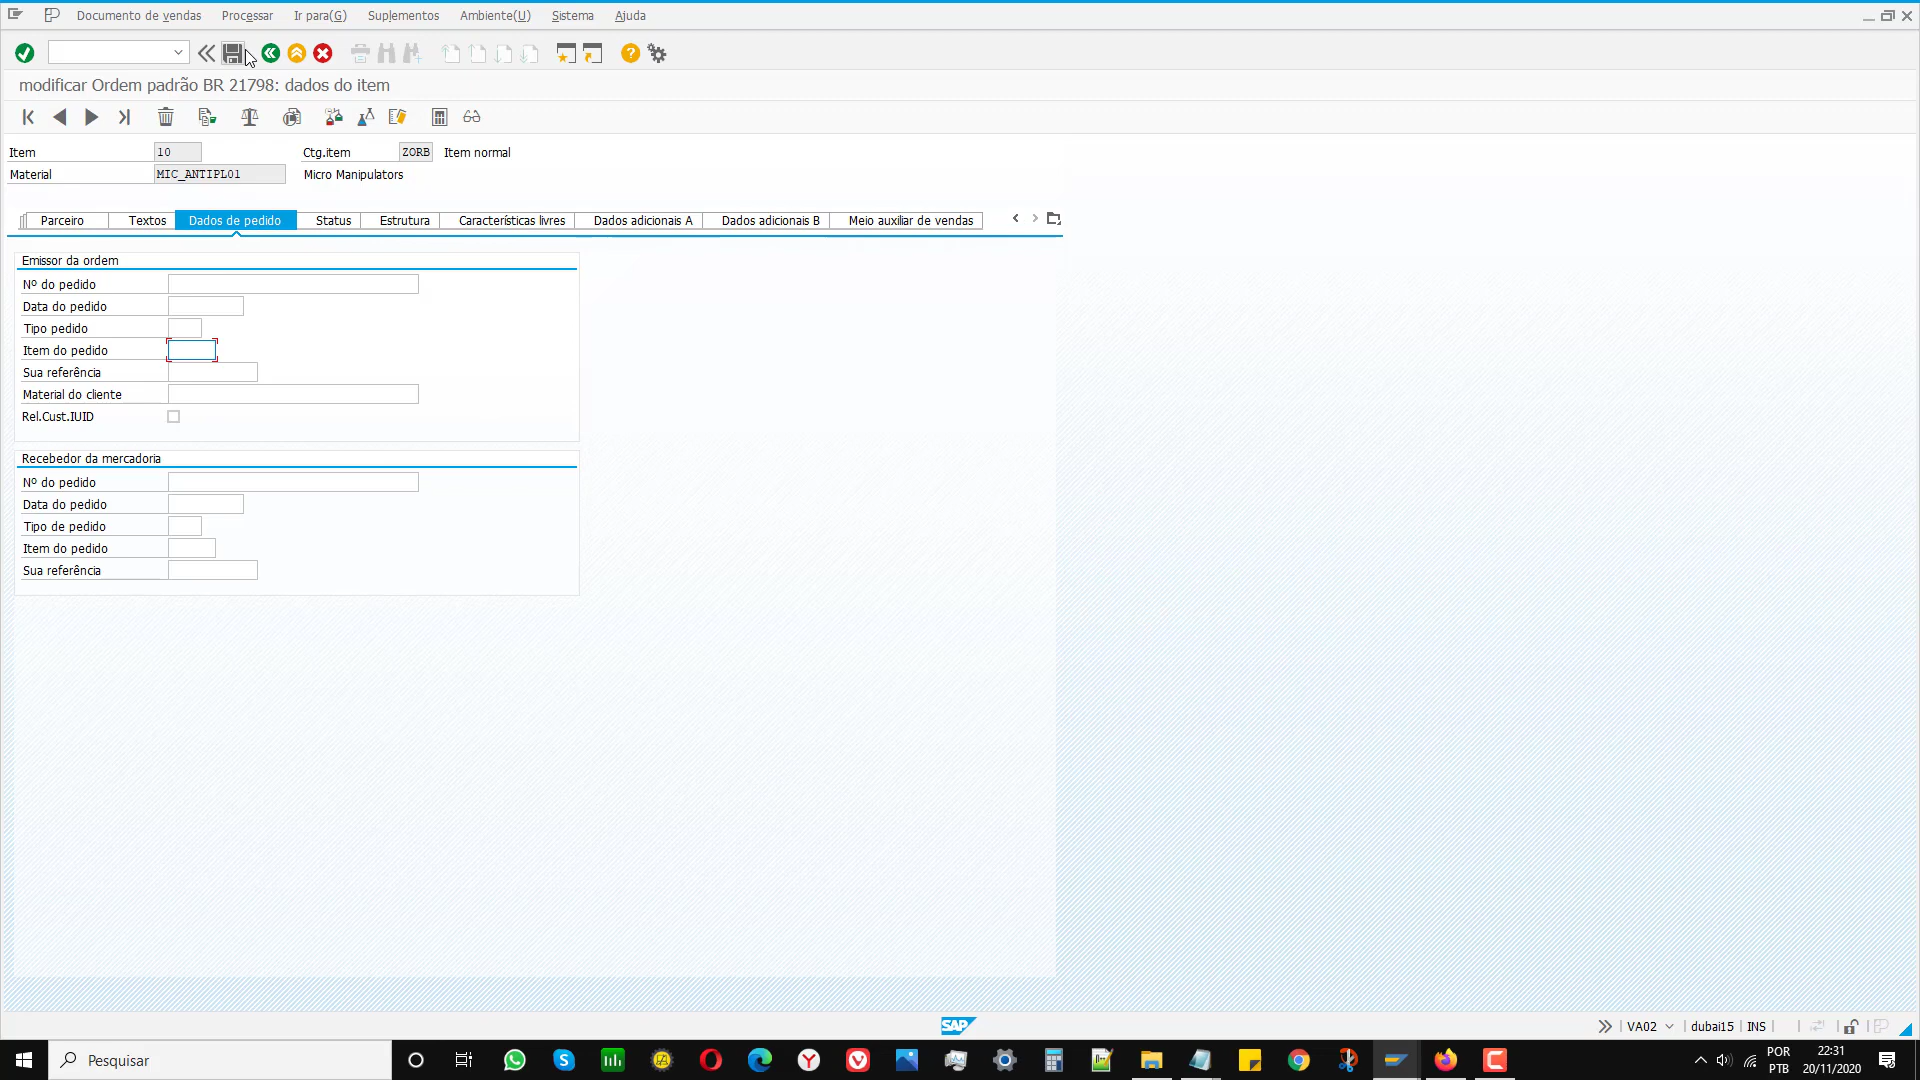 Documento de vendas Processar Ir para(G) Suplementos Ambiente(U) Sistema Ajuda
modificar Ordem padrão BR 21798: dados do item
Item 10 Ctg.item ZORB Item normal
Material MIC_ANTIPL01 Micro Manipulators
Parceiro Textos Dados de pedido Status Estrutura Características livres Dados adicionais A Dados adicionais B Meio auxiliar de vendas
Emissor da ordem
Nº do pedido
Data do pedido
Tipo pedido
Item do pedido
Sua referência
Material do cliente
Rel.Cust.IUID
Recebedor da mercadoria
Nº do pedido
Data do pedido
Tipo de pedido
Item do pedido
Sua referência
SAP VA02 dubai15 INS
Pesquisar
POR 22:31
PTB 20/11/2020